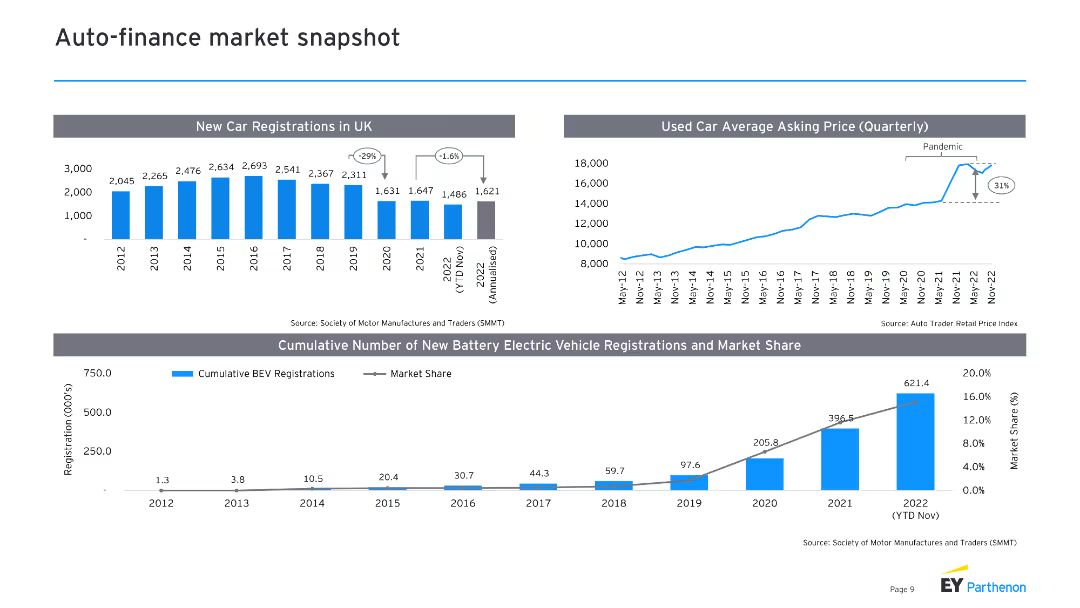 Auto-finance market snapshot
New Car Registrations in UK
3,000
2,000
1,000
-
2,045
2,265
2,476
2,634
2,693
2,541
2,367
2,311
1,631
1,647
1,486
1,621
-29%
-1.6%
2012
2013
2014
2015
2016
2017
2018
2019
2020
2021
2022
(YTD Nov)
2022
(Annualised)
Source: Society of Motor Manufactures and Traders (SMMT)
Used Car Average Asking Price (Quarterly)
Pandemic
18,000
16,000
14,000
12,000
10,000
8,000
31%
May-12
Nov-12
May-13
Nov-13
May-14
Nov-14
May-15
Nov-15
May-16
Nov-16
May-17
Nov-17
May-18
Nov-18
May-19
Nov-19
May-20
Nov-20
May-21
Nov-21
May-22
Nov-22
Source: Auto Trader Retail Price Index
Cumulative Number of New Battery Electric Vehicle Registrations and Market Share
Cumulative BEV Registrations
Market Share
Registration (000's)
750.0
500.0
250.0
-
1.3
3.8
10.5
20.4
30.7
44.3
59.7
97.6
205.8
396.5
621.4
20.0%
16.0%
12.0%
8.0%
4.0%
0.0%
Market Share (%)
2012
2013
2014
2015
2016
2017
2018
2019
2020
2021
2022
(YTD Nov)
Source: Society of Motor Manufactures and Traders (SMMT)
Page 9
EY Parthenon